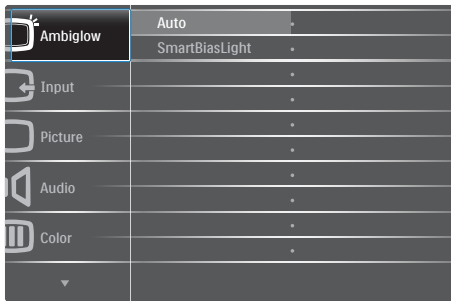 Ambiglow
Auto
SmartBiasLight
Input
Picture
Audio
Color